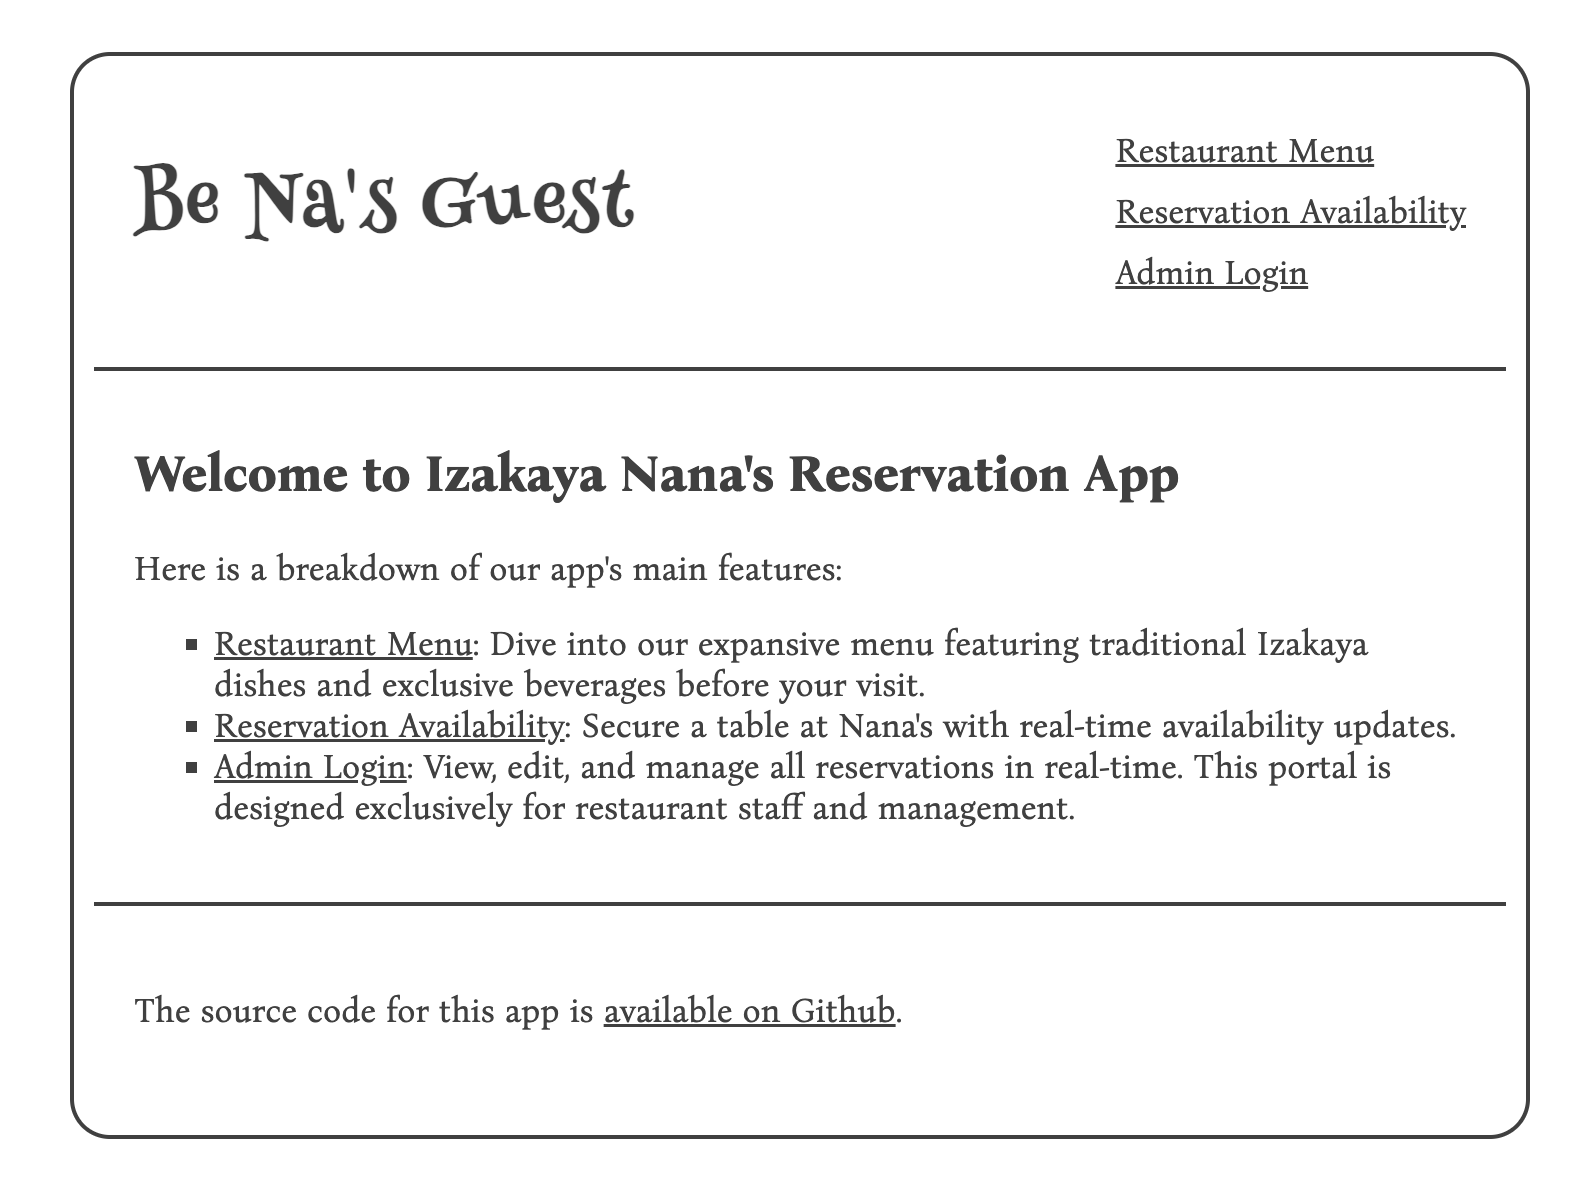 Be Na's Guest
Restaurant Menu
Reservation Availability
Admin Login
Welcome to Izakaya Nana's Reservation App
Here is a breakdown of our app's main features:
▪ Restaurant Menu: Dive into our expansive menu featuring traditional Izakaya
dishes and exclusive beverages before your visit.
▪ Reservation Availability: Secure a table at Nana's with real-time availability updates.
▪ Admin Login: View, edit, and manage all reservations in real-time. This portal is
designed exclusively for restaurant staff and management.
The source code for this app is available on Github.